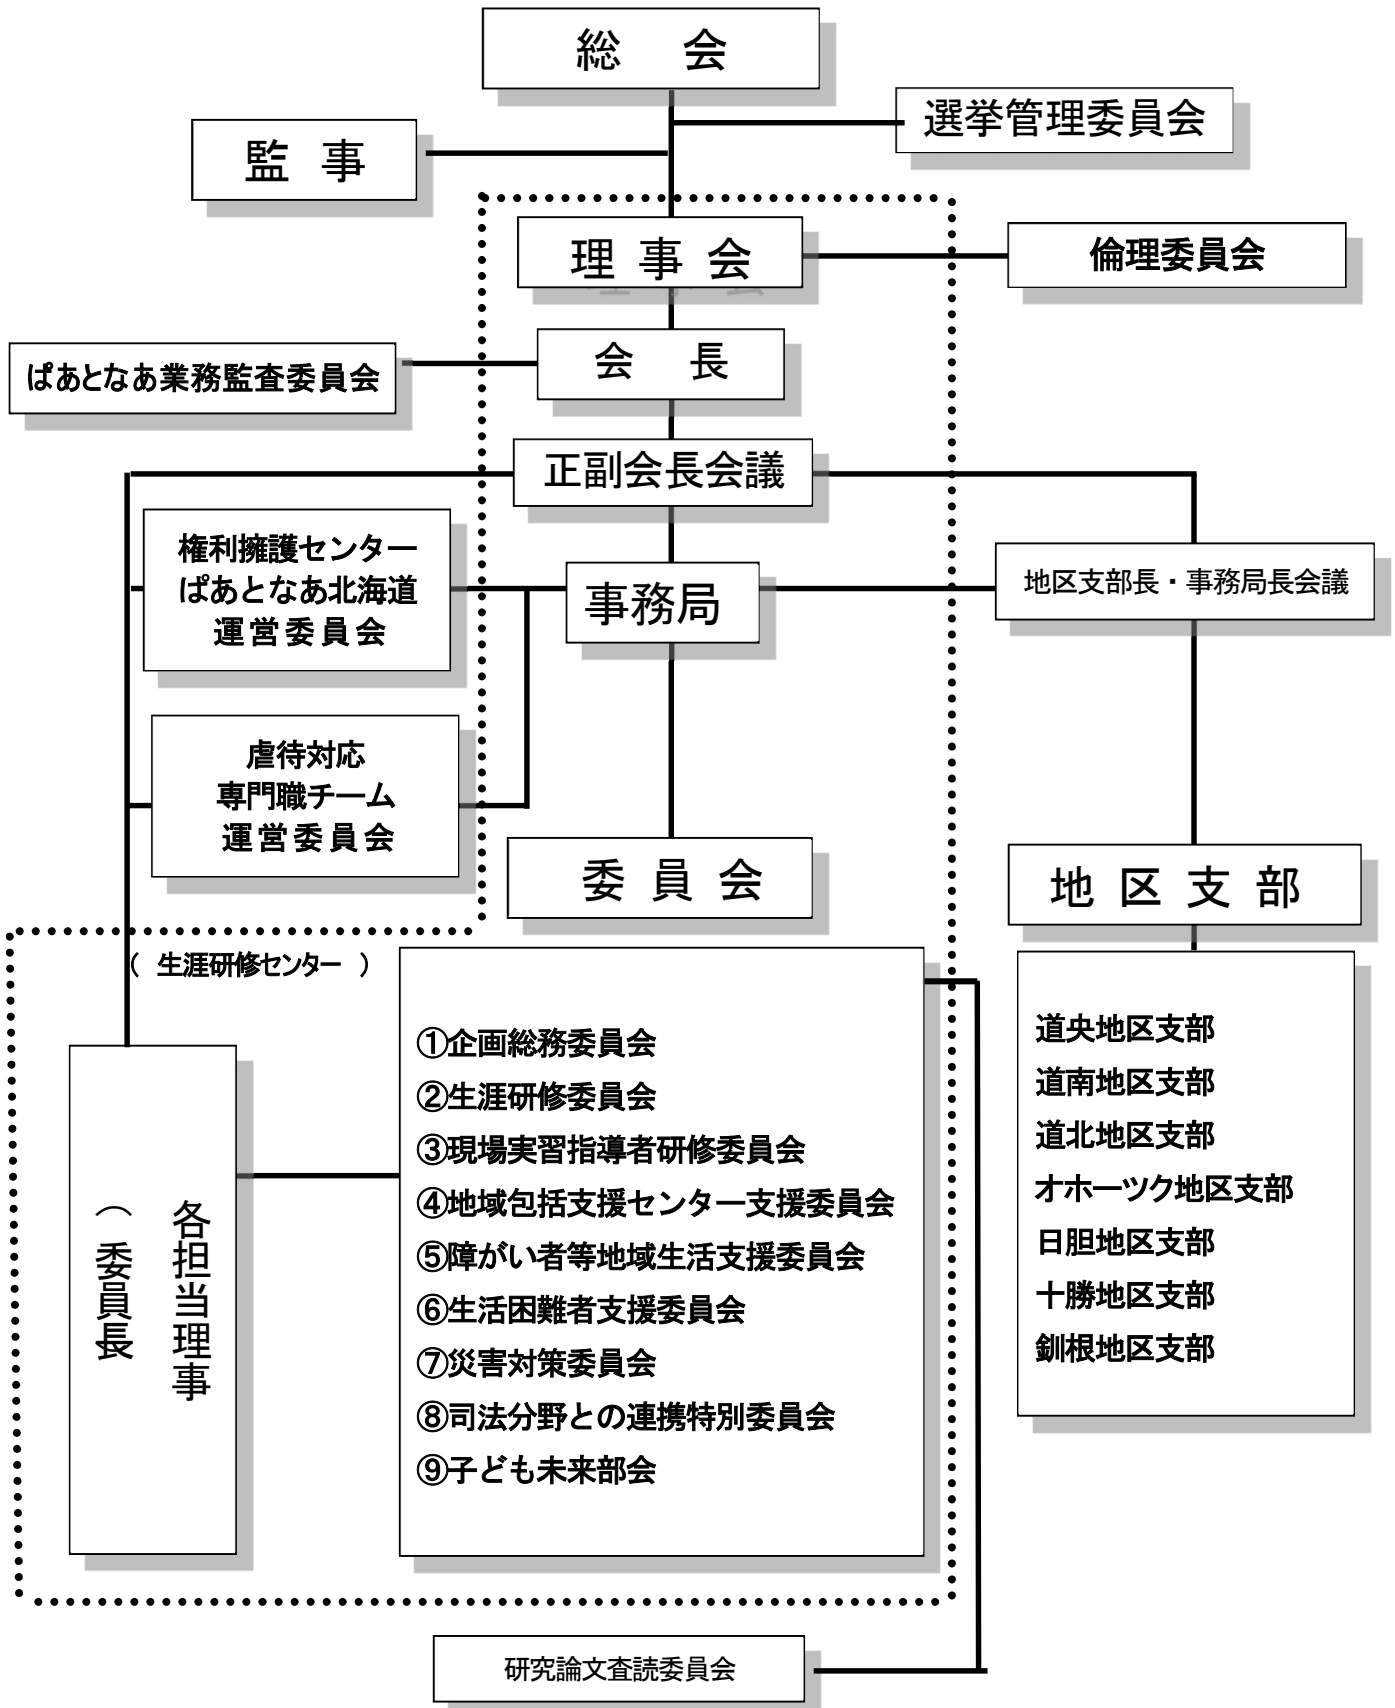 総　会
選挙管理委員会
監　事
理 事 会
倫理委員会
会　長
ぱあとなあ業務監査委員会
正副会長会議
権利擁護センター
ぱあとなあ北海道
運営委員会
事務局
地区支部長・事務局長会議
虐待対応
専門職チーム
運営委員会
委 員 会
地 区 支 部
（ 生涯研修センター ）
①企画総務委員会
②生涯研修委員会
③現場実習指導者研修委員会
④地域包括支援センター支援委員会
⑤障がい者等地域生活支援委員会
⑥生活困難者支援委員会
⑦災害対策委員会
⑧司法分野との連携特別委員会
⑨子ども未来部会
道央地区支部
道南地区支部
道北地区支部
オホーツク地区支部
日胆地区支部
十勝地区支部
釧根地区支部
各担当理事
（委員長
研究論文査読委員会